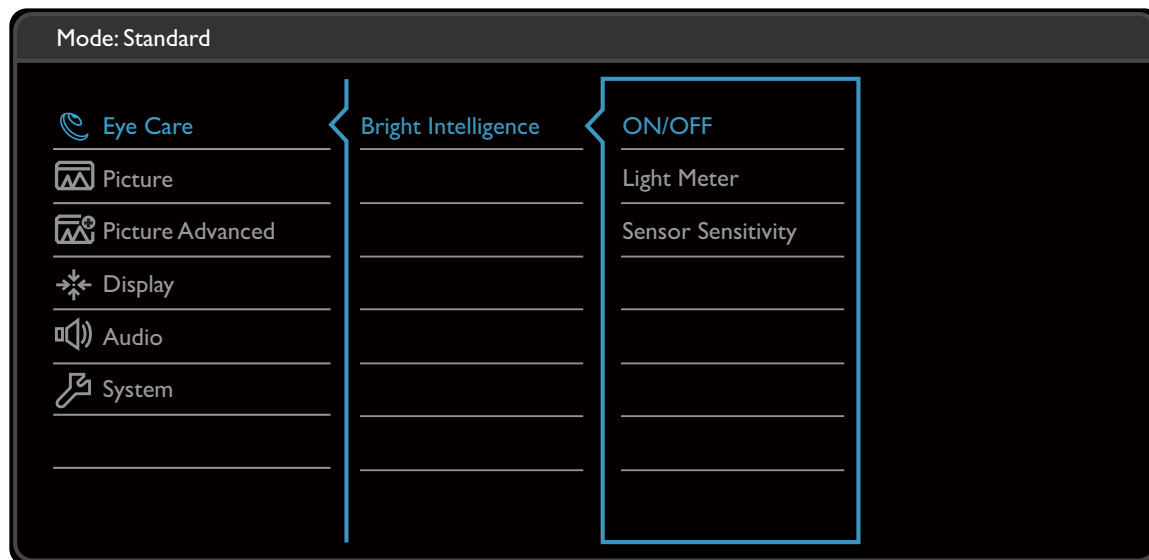 Mode: Standard
Eye Care
Bright Intelligence
ON/OFF
Picture
Light Meter
Picture Advanced
Sensor Sensitivity
Display
Audio
System